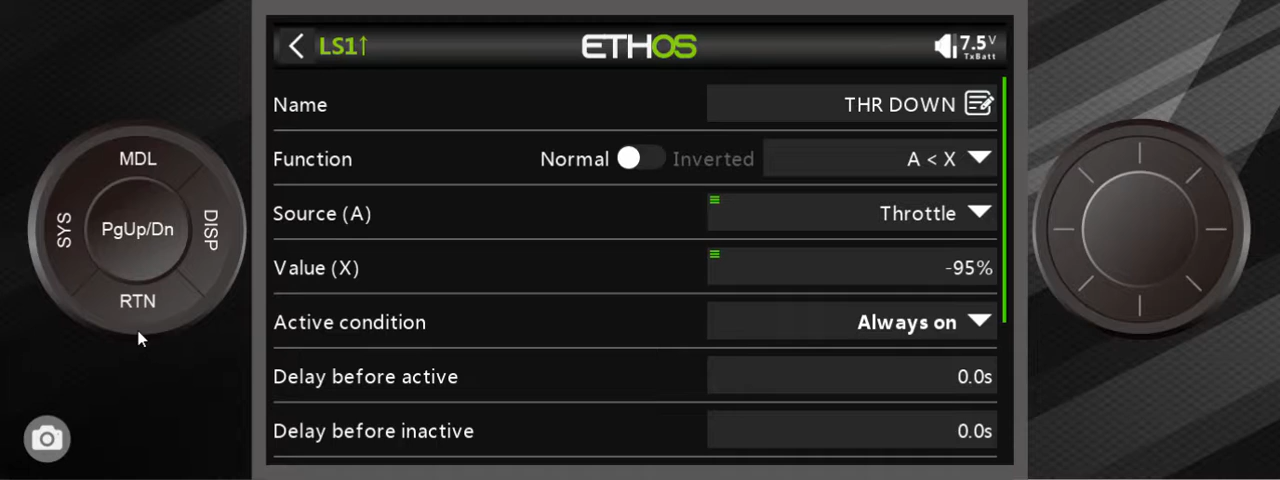 LS1↑ ETHOS 7.5V
TxBatt
Name THR DOWN
MDL
Function Normal Inverted A < X
SYS PgUp/Dn DISP
Source (A) Throttle
Value (X) -95%
RTN
Active condition Always on
Delay before active 0.0s
Delay before inactive 0.0s